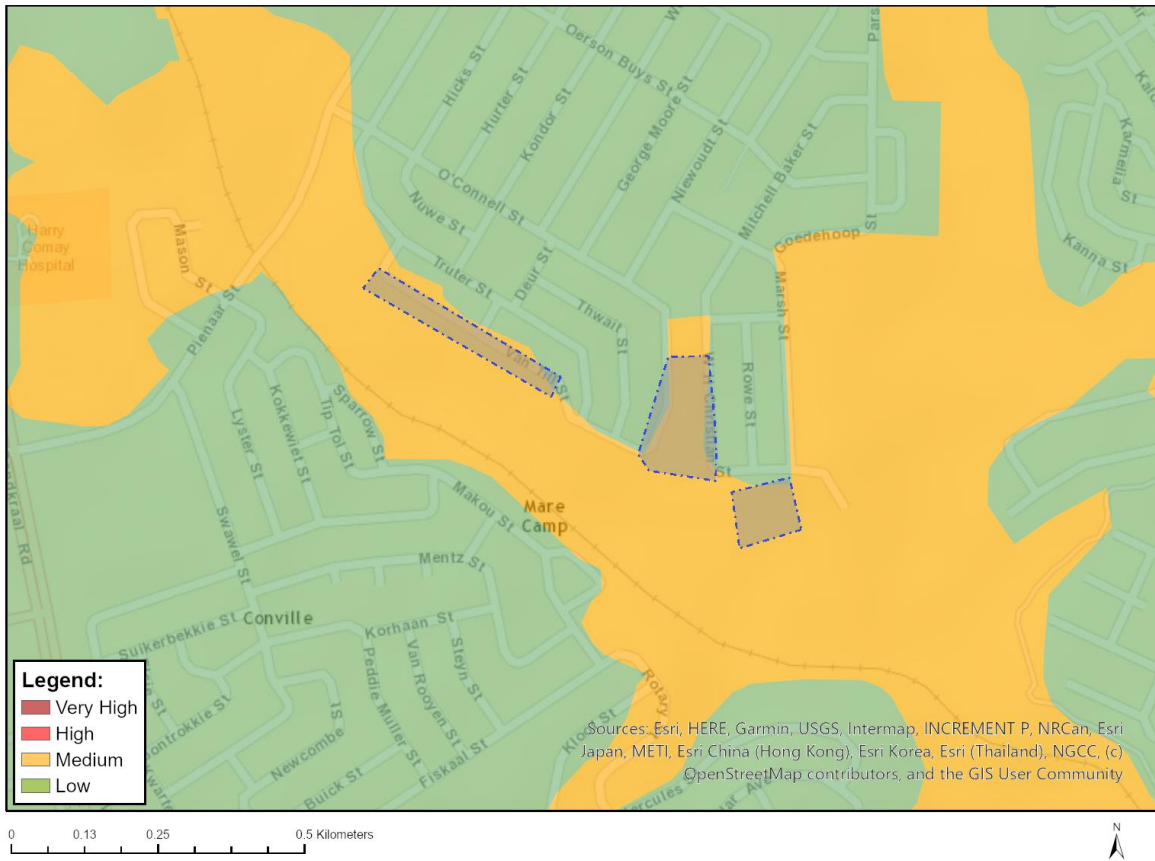 Hicks St
Hurter St
Kondor St
Oerson Buys St
George Moore St
Niewoudt St
Mitchell Baker St
Karmelia
St
Kanna St
Goedehoop
St
Marsh St
O'Connell St
Nuwe St
Truter St
Deur St
Thwait St
Rowe St
St
Harry
Comay
Hospital
Mason St
Pienaar St
Sparrow St
Tip Tol St
Kokkewiet St
Lyster St
Swawel St
Makou St
Mare
Camp
Mentz St
Conville
Suikerbekkie St
Korhaan St
Steyn St
Van Rooyen St
Peddie Muller St
Newcombe St
Buick St
Fiskaal St
Rotary
Legend:
Very High
High
Medium
Low
Sources: Esri, HERE, Garmin, USGS, Intermap, INCREMENT P, NRCan, Esri
Japan, METI, Esri China (Hong Kong), Esri Korea, Esri (Thailand), NGCC, (c)
OpenStreetMap contributors, and the GIS User Community
0 0.13 0.25 0.5 Kilometers
N